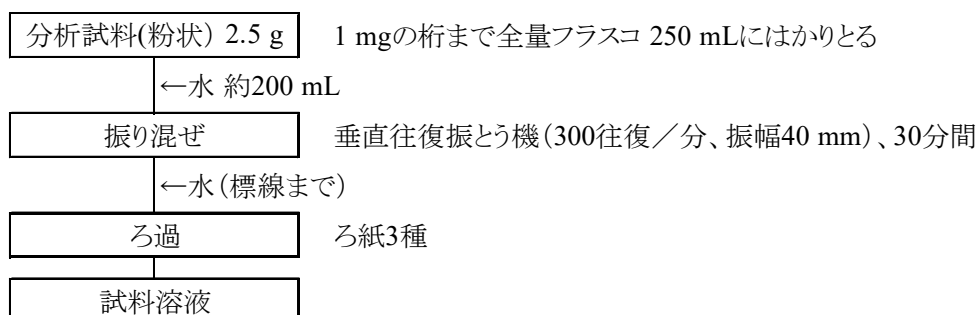 分析試料(粉状) 2.5 g 1 mgの桁まで全量フラスコ 250 mLにはかりとる
←水 約200 mL
振り混ぜ 垂直往復振とう機(300往復/分、振幅40 mm)、30分間
←水(標線まで)
ろ過 ろ紙3種
試料溶液